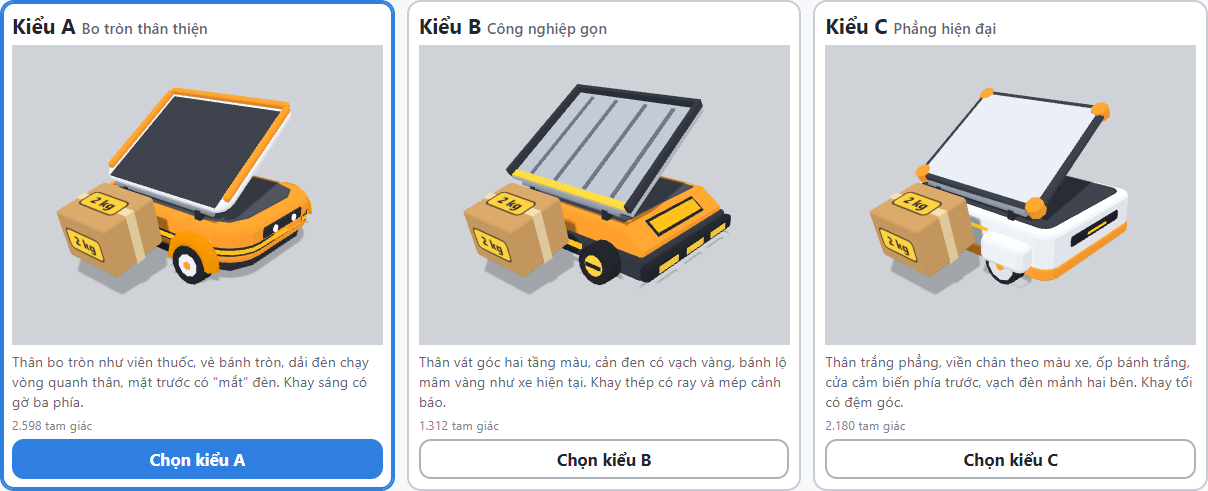 Kiểu A Bo tròn thân thiện
2 kg
2 kg
Thân bo tròn như viên thuốc, vè bánh tròn, dải đèn chạy
vòng quanh thân, mặt trước có “mắt” đèn. Khay sáng có
gờ ba phía.
2.598 tam giác
Chọn kiểu A
Kiểu B Công nghiệp gọn
2 kg
2 kg
Thân vát góc hai tầng màu, cản đen có vạch vàng, bánh lộ
mâm vàng như xe hiện tại. Khay thép có ray và mép cảnh
báo.
1.312 tam giác
Chọn kiểu B
Kiểu C Phẳng hiện đại
2 kg
2 kg
Thân trắng phẳng, viền chân theo màu xe, ốp bánh trắng,
cửa cảm biến phía trước, vạch đèn mảnh hai bên. Khay tối
có đệm góc.
2.180 tam giác
Chọn kiểu C